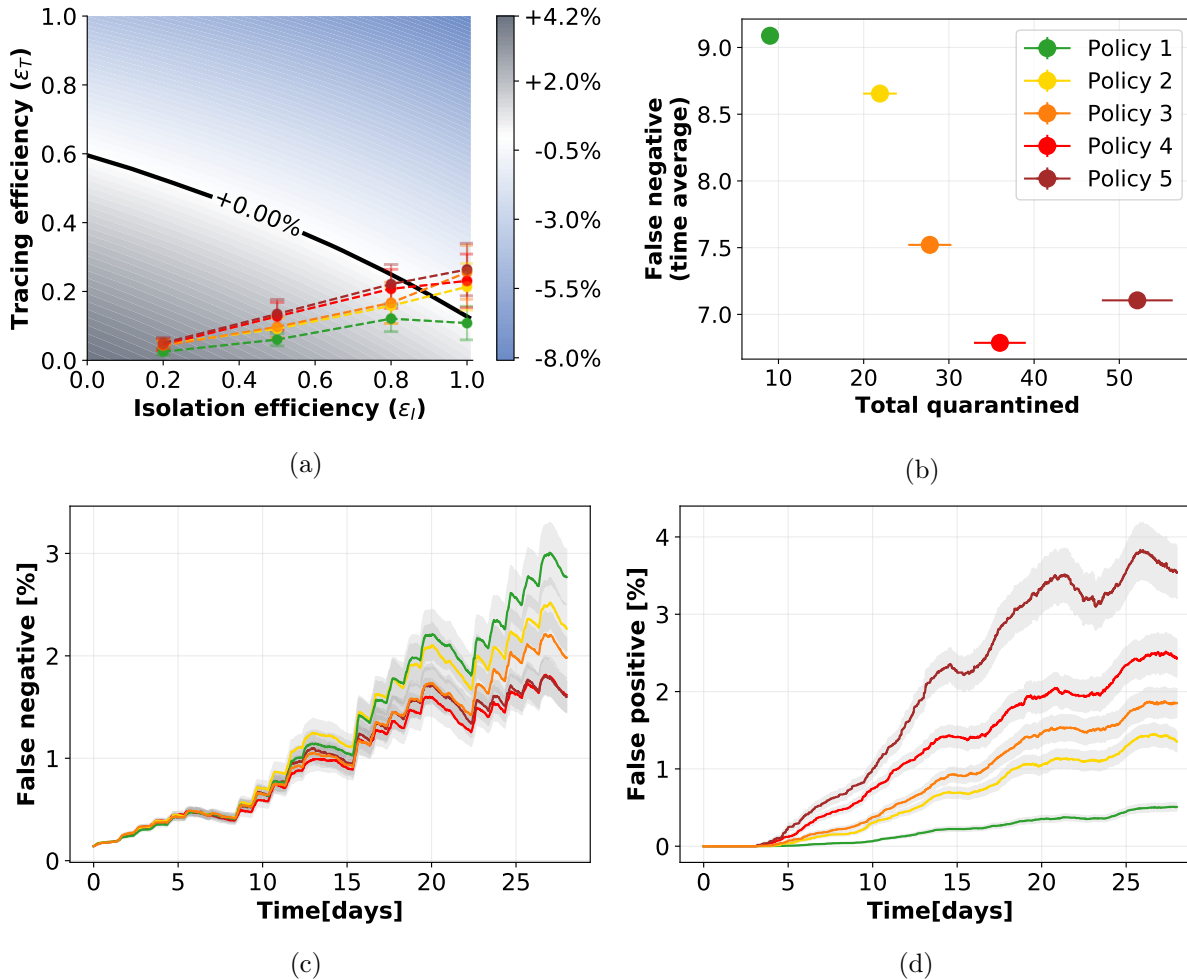 1.0
0.8
0.6
0.4
0.2
0.0
Tracing efficiency (ε_T)
+0.00%
0.0 0.2 0.4 0.6 0.8 1.0
Isolation efficiency (ε_I)
+4.2%
+2.0%
-0.5%
-3.0%
-5.5%
-8.0%
(a)
9.0
8.5
8.0
7.5
7.0
False negative
(time average)
Policy 1
Policy 2
Policy 3
Policy 4
Policy 5
10 20 30 40 50
Total quarantined
(b)
3
2
1
0
False negative [%]
0 5 10 15 20 25
Time[days]
(c)
4
3
2
1
0
False positive [%]
0 5 10 15 20 25
Time[days]
(d)